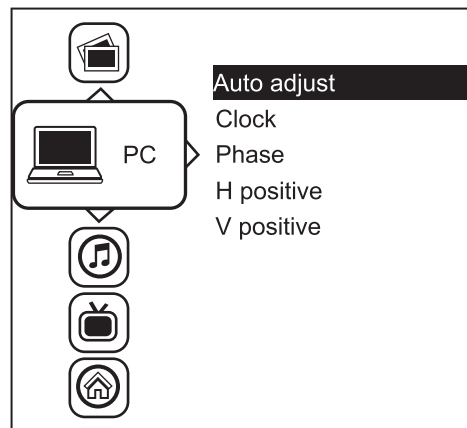 PC
Auto adjust
Clock
Phase
H positive
V positive